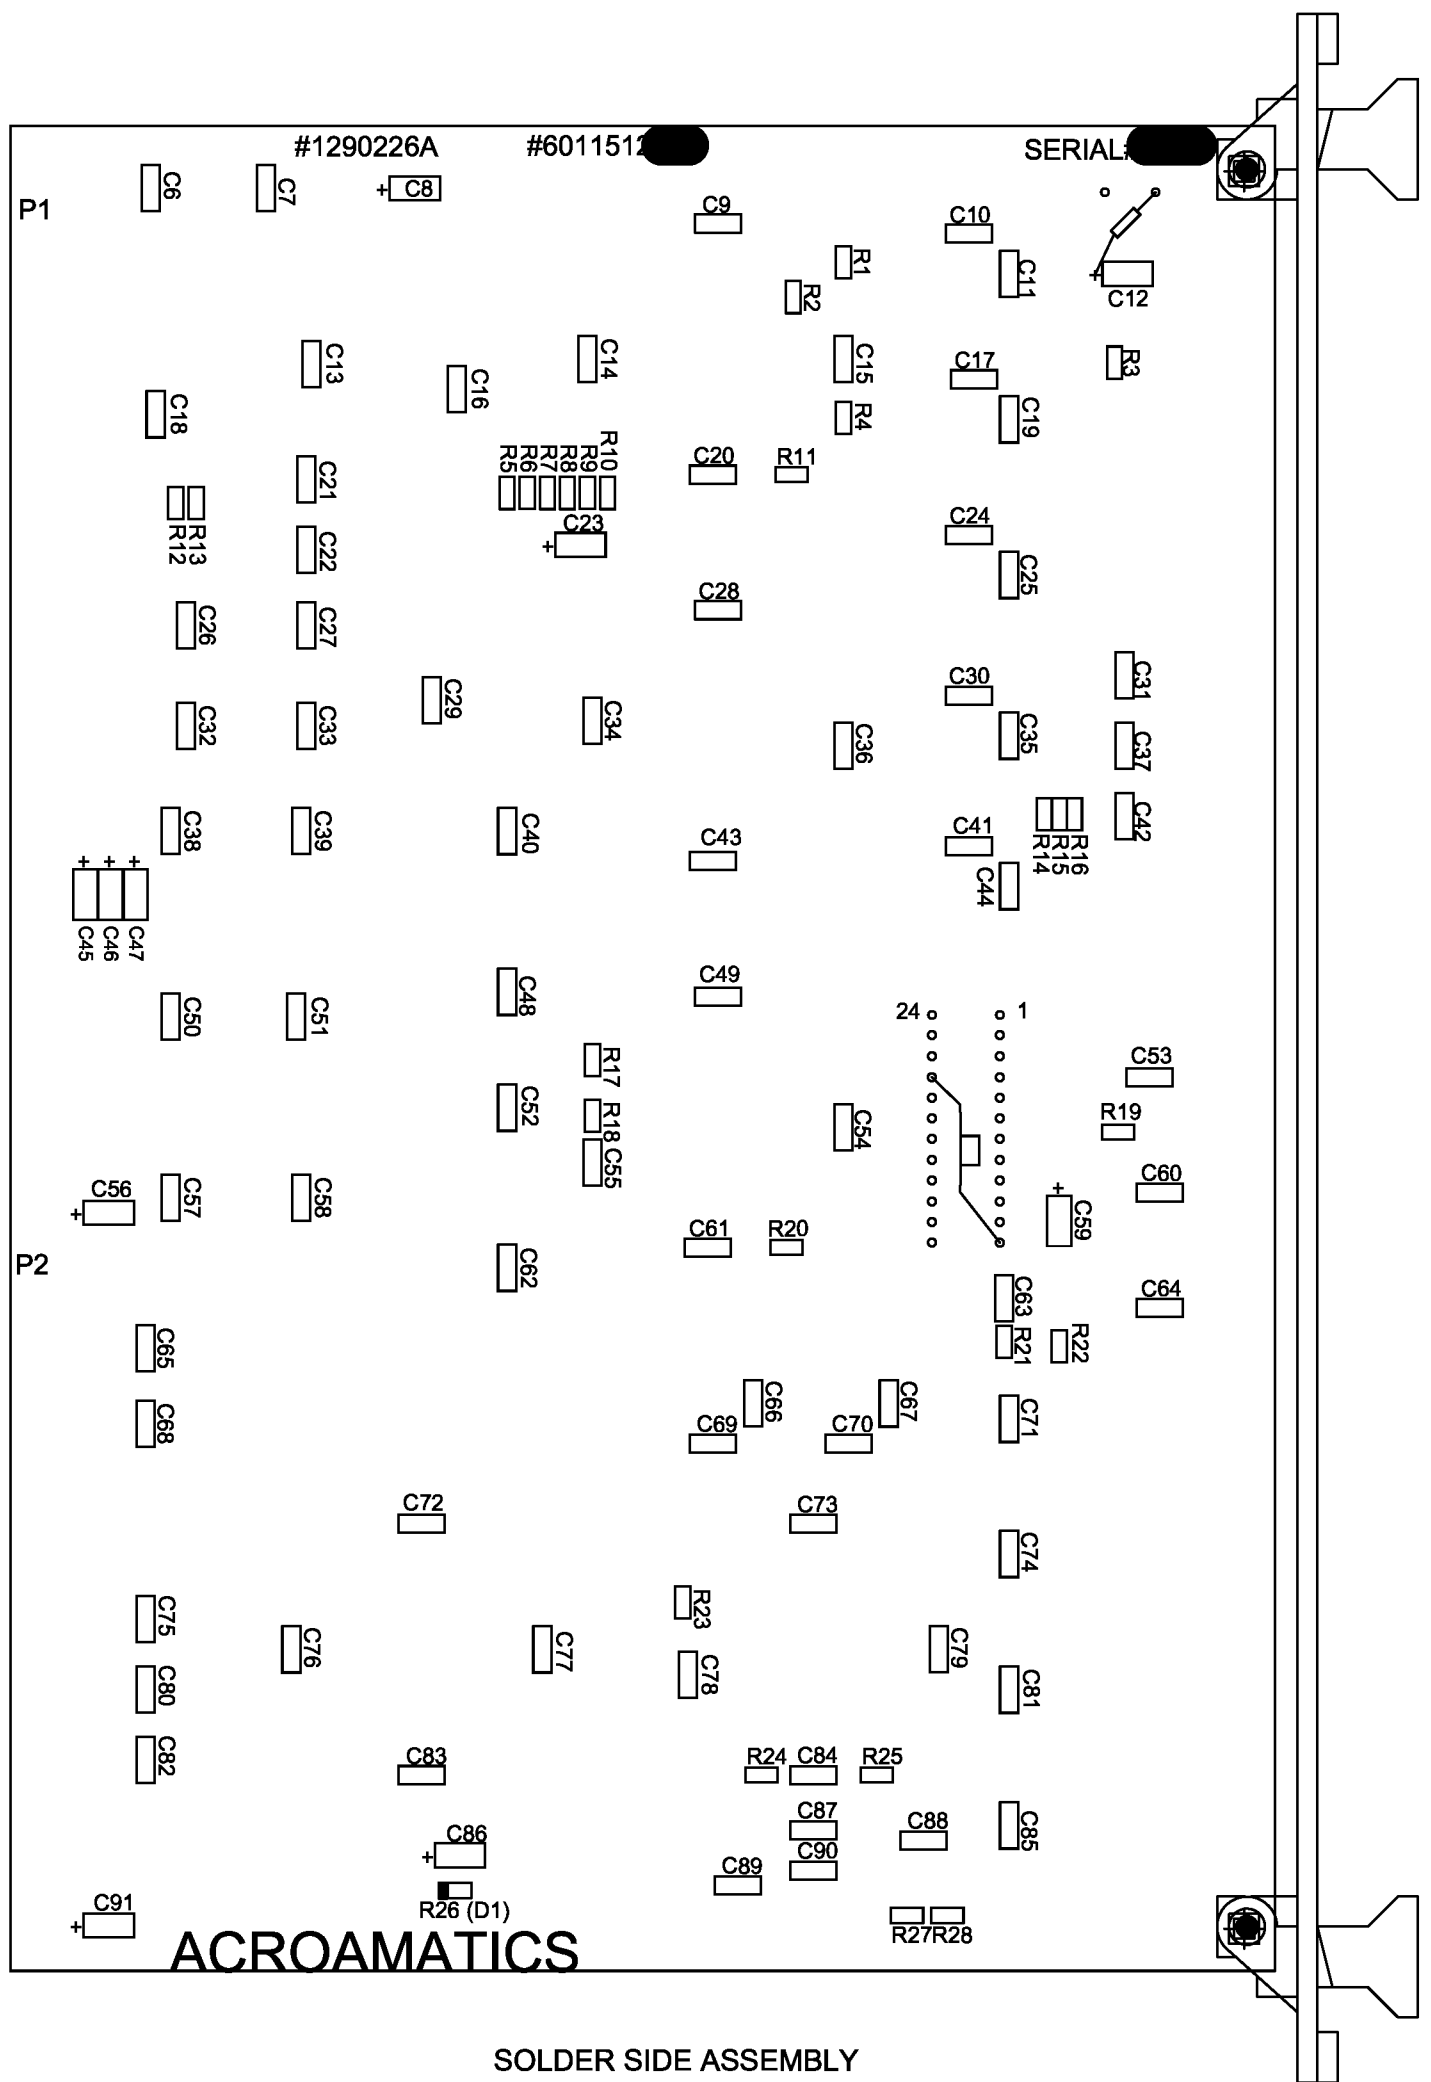 #1290226A #6011512 SERIAL#
C6 C7 + C8
P1
C9
C10
R1
C11
R2
+
C12
C13 C14 C15 C17 R3
C16
C18 R4 C19
R5 R6 R7 R8 R9 R10
C20 R11
C21
C24
R12 R13 C22 + C23
C25
C28
C26 C27
C30 C31
C29 C34
C32 C33 C36 C35 C37
C38 C39 C40 C43 C41 C42
R14 R15 R16
+ + + C44
C45 C46 C47
C49
C48
C50 C51 24 1
R17 C53
C52 R18 C54 R19
C55
C56 C57 C58 C60
+ +
C59
C61 R20
P2 C62
C63 C64
C65 R21 R22
C66 C67
C68 C69 C70 C71
C72 C73
C74
R23
C75 C76 C77 C79
C78
C80 C81
C82 C83 R24 C84 R25
C87
C86 C88 C85
+ C90
C89
C91 R26 (D1)
+
R27 R28
ACROAMATICS
SOLDER SIDE ASSEMBLY